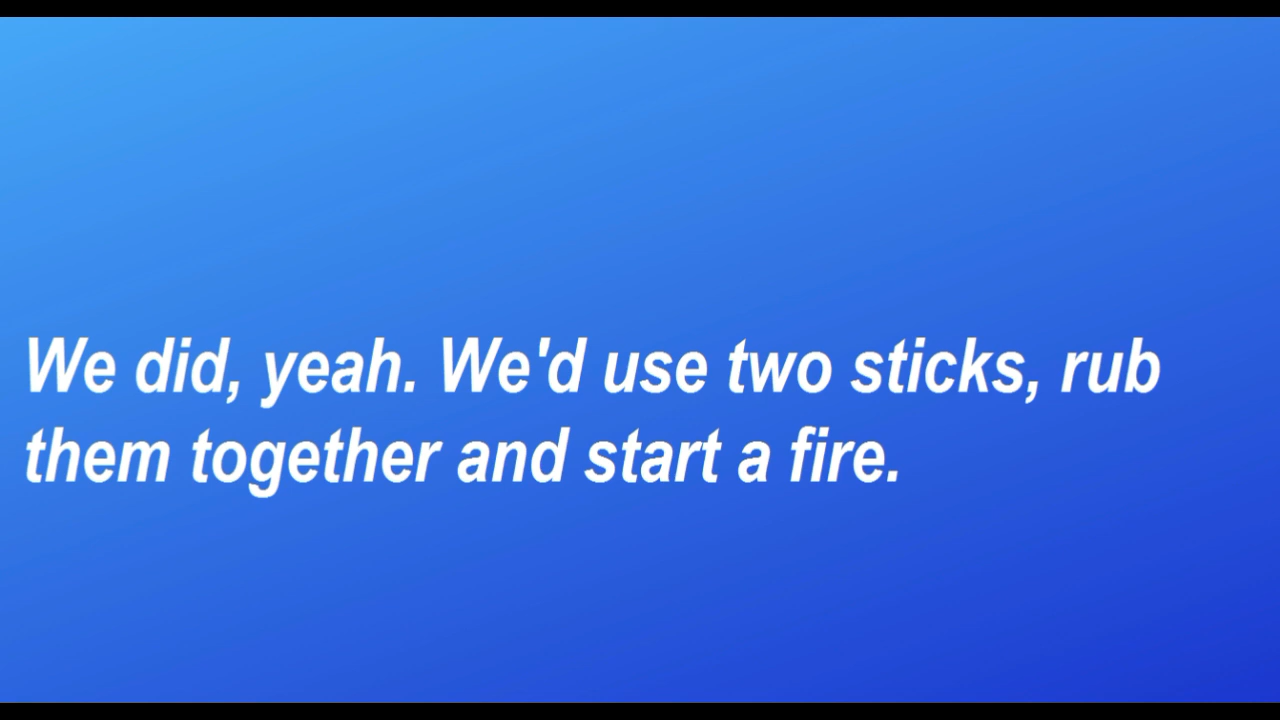 We did, yeah. We'd use two sticks, rub
them together and start a fire.